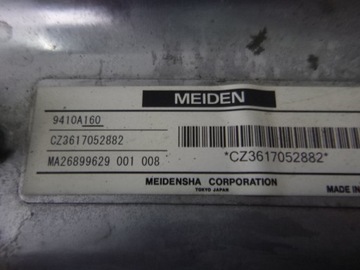 MEIDEN
9410A160
CZ3617052882
MA26899629 001 008
*CZ3617052882*
MEIDENSHA CORPORATION
TOKYO JAPAN
MADE IN